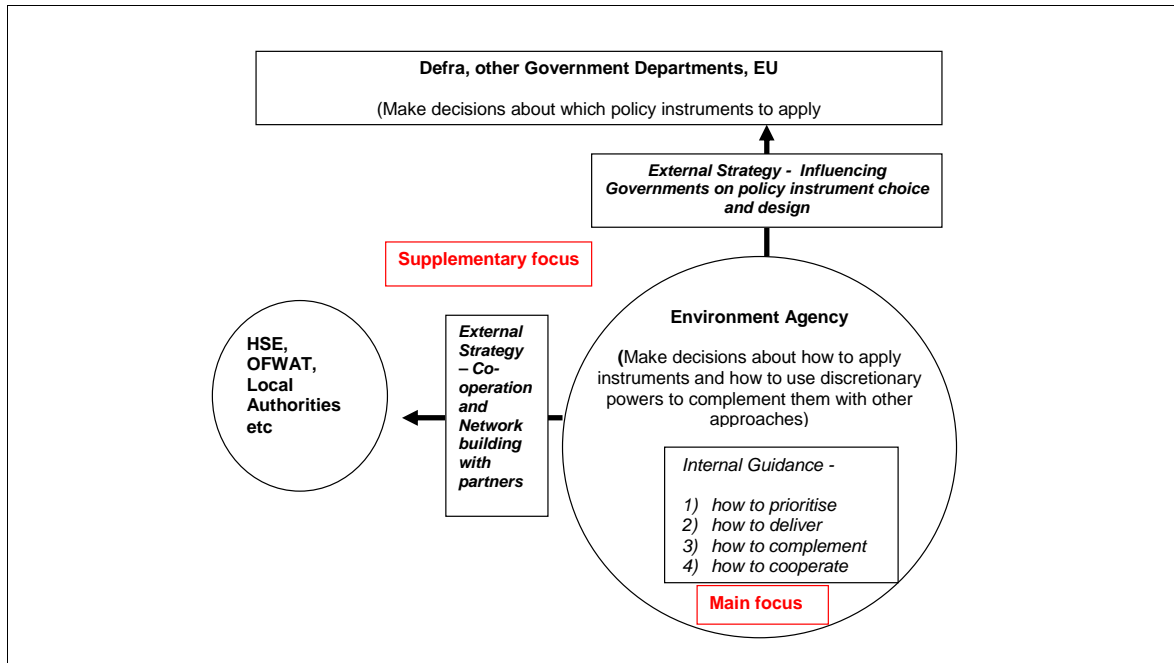 Defra, other Government Departments, EU
(Make decisions about which policy instruments to apply
External Strategy - Influencing
Governments on policy instrument choice
and design
Supplementary focus
HSE,
OFWAT,
Local
Authorities
etc
External
Strategy
– Co-
operation
and
Network
building
with
partners
Environment Agency
(Make decisions about how to apply
instruments and how to use discretionary
powers to complement them with other
approaches)
Internal Guidance -
1) how to prioritise
2) how to deliver
3) how to complement
4) how to cooperate
Main focus